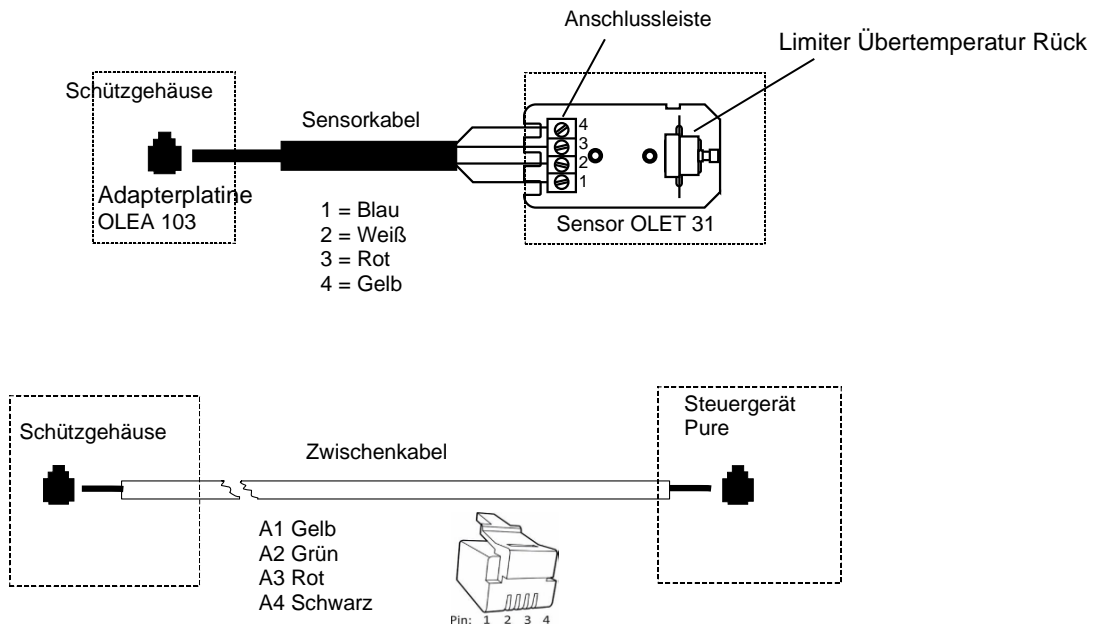 Anschlussleiste
Limiter Übertemperatur Rück
Schützgehäuse
Sensorkabel
4
3
2
1
Adapterplatine
OLEA 103
1 = Blau
2 = Weiß
3 = Rot
4 = Gelb
Sensor OLET 31
Schützgehäuse
Zwischenkabel
Steuergerät
Pure
A1 Gelb
A2 Grün
A3 Rot
A4 Schwarz
Pin: 1 2 3 4